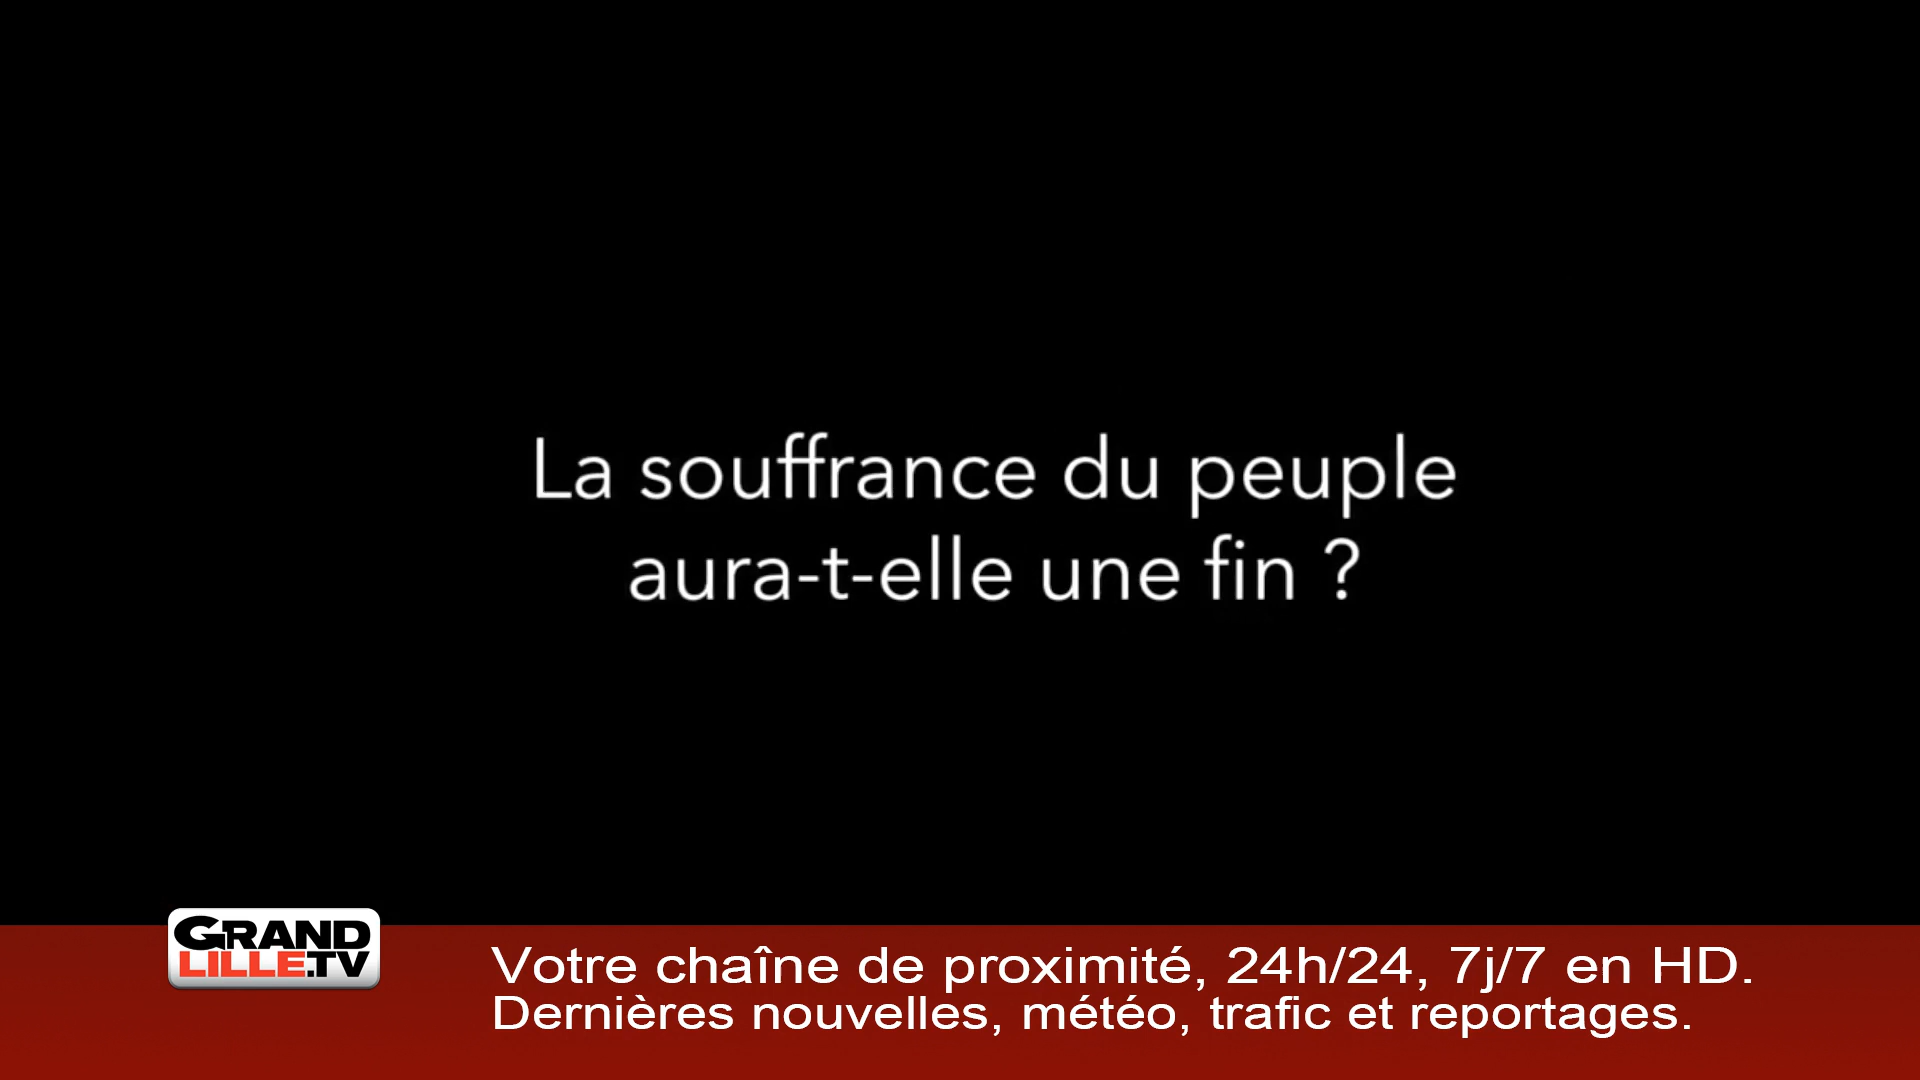 La souffrance du peuple
aura-t-elle une fin ?
GRAND
LILLE.TV
Votre chaîne de proximité, 24h/24, 7j/7 en HD.
Dernières nouvelles, météo, trafic et reportages.